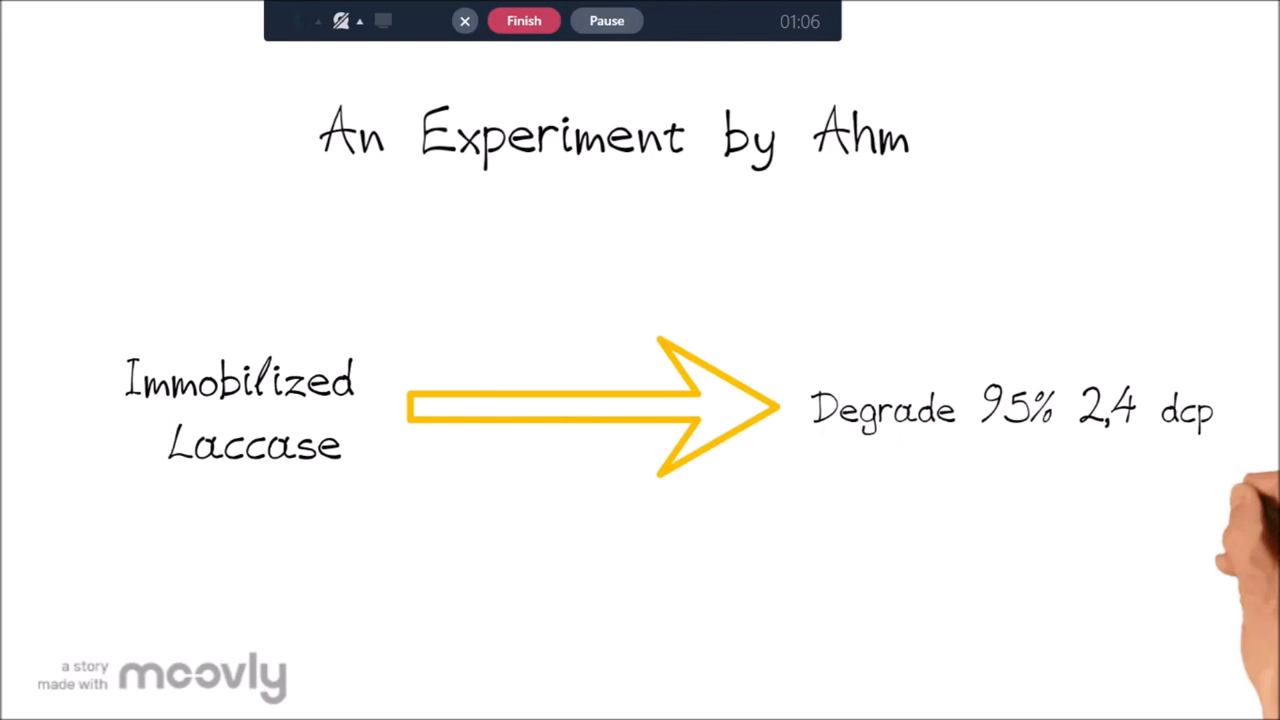 Finish
Pause
01:06
An Experiment by Ahm
Immobilized
Laccase
Degrade 95% 2,4 dcp
a story
made with moovly